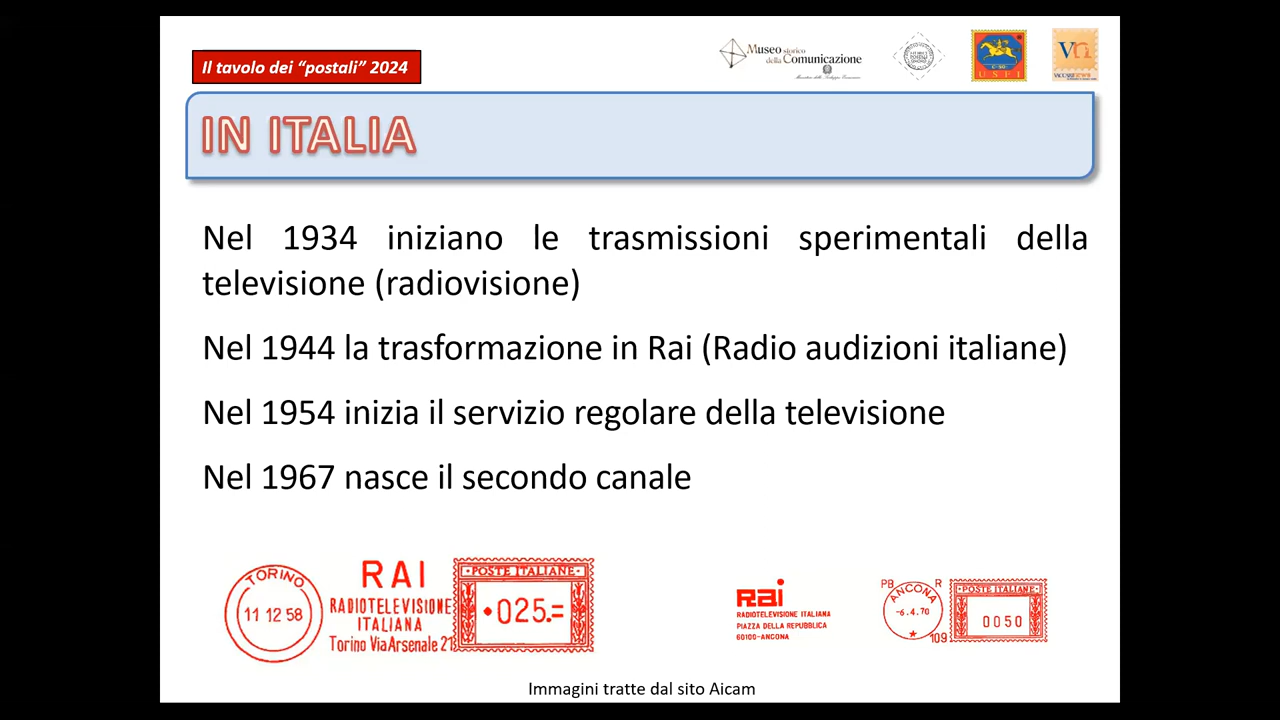 Il tavolo dei “postali” 2024
Museo storico
della Comunicazione
USFI
Vn
IN ITALIA
Nel 1934 iniziano le trasmissioni sperimentali della
televisione (radiovisione)
Nel 1944 la trasformazione in Rai (Radio audizioni italiane)
Nel 1954 inizia il servizio regolare della televisione
Nel 1967 nasce il secondo canale
TORINO
11 12 58
RAI
RADIOTELEVISIONE
ITALIANA
Torino Via Arsenale 21
POSTE ITALIANE
025.=
Rai
RADIOTELEVISIONE ITALIANA
PIAZZA DELLA REPUBBLICA
60100-ANCONA
PB R
ANCONA
-6.4.70
109
POSTE ITALIANE
0050
Immagini tratte dal sito Aicam